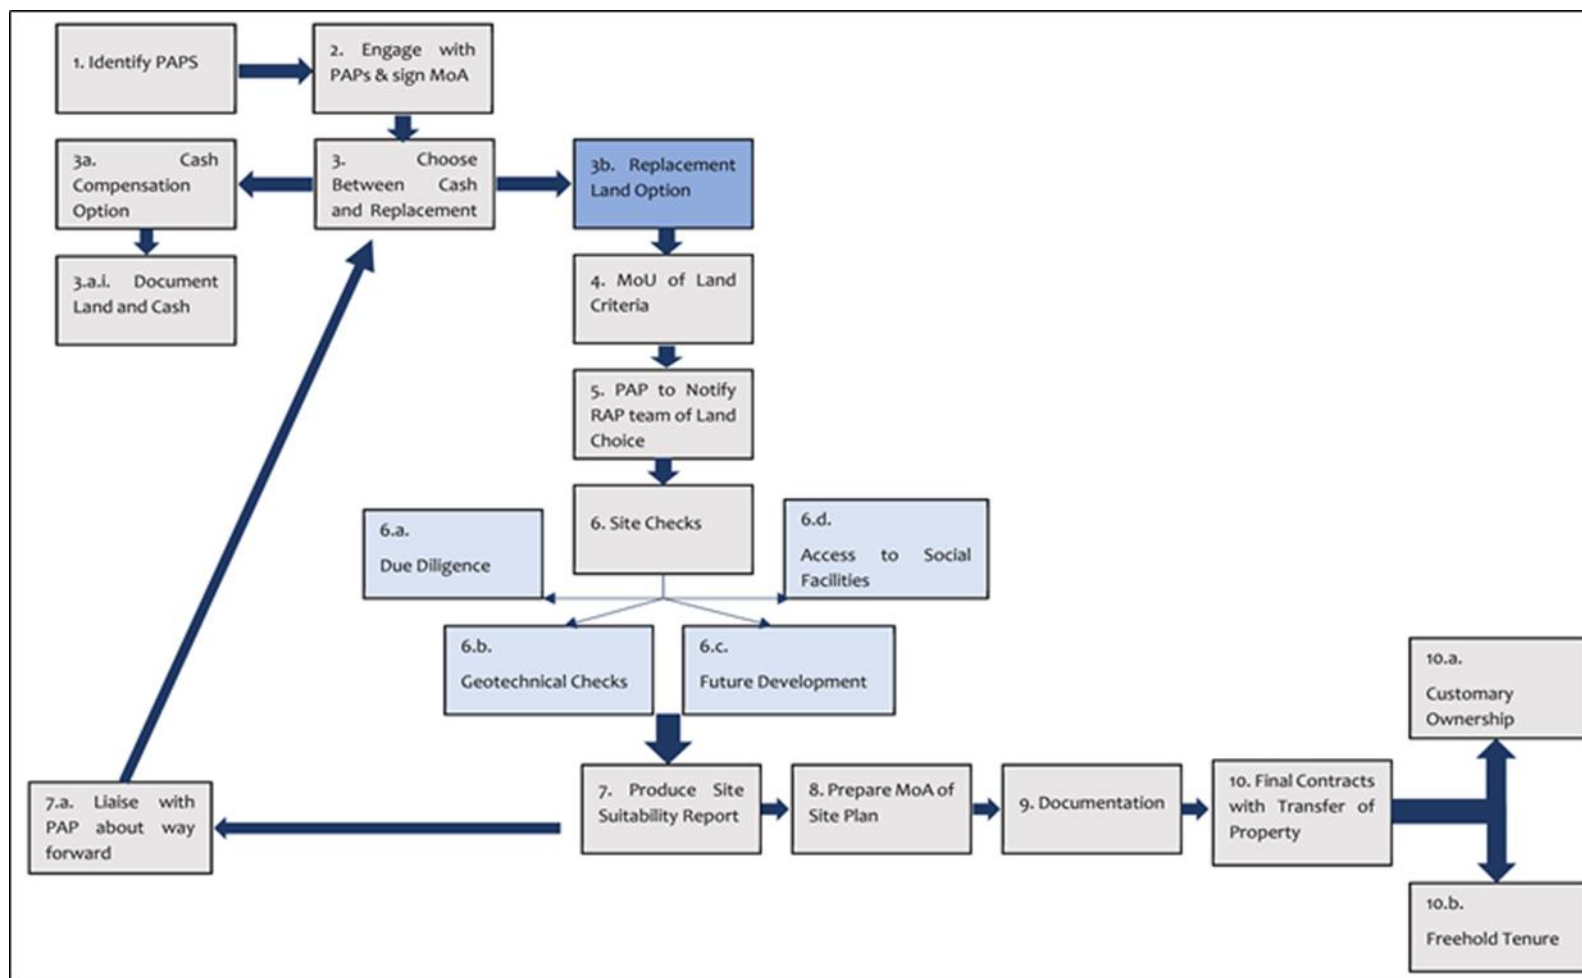 1. Identify PAPS
2. Engage with
PAPs & sign MoA
3a. Cash
Compensation
Option
3. Choose
Between Cash
and Replacement
3b. Replacement
Land Option
3.a.i. Document
Land and Cash
4. MoU of Land
Criteria
5. PAP to Notify
RAP team of Land
Choice
6. Site Checks
6.a.
Due Diligence
6.d.
Access to Social
Facilities
6.b.
Geotechnical Checks
6.c.
Future Development
7.a. Liaise with
PAP about way
forward
7. Produce Site
Suitability Report
8. Prepare MoA of
Site Plan
9. Documentation
10. Final Contracts
with Transfer of
Property
10.a.
Customary
Ownership
10.b.
Freehold Tenure